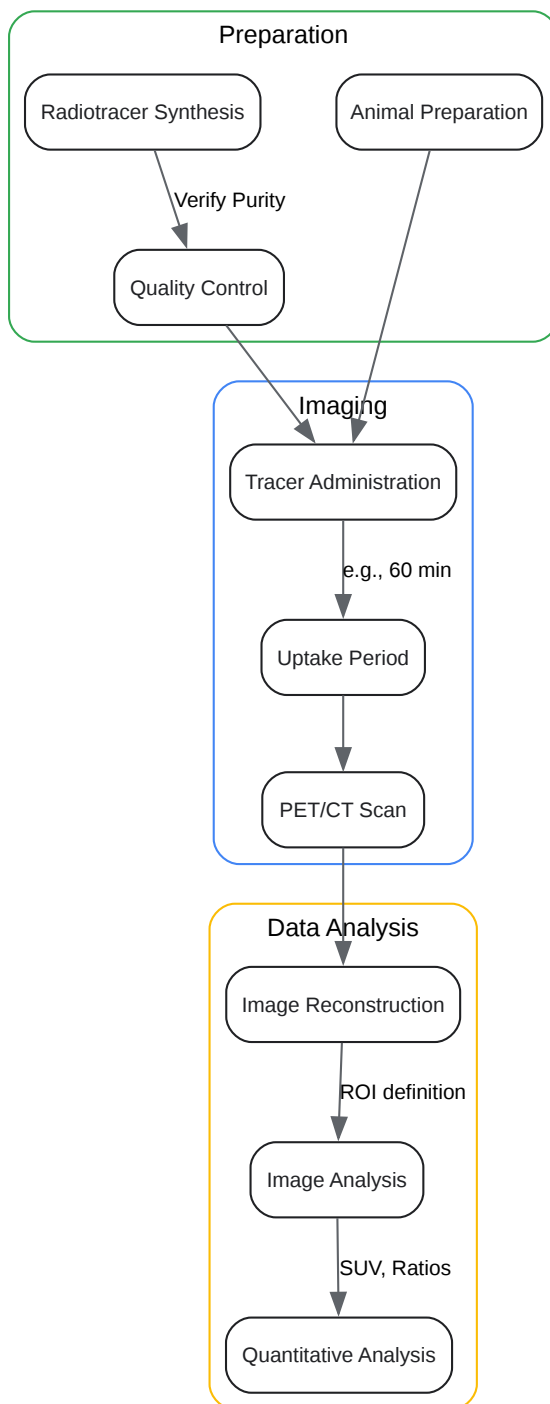 Preparation
Radiotracer Synthesis
Animal Preparation
Verify Purity
Quality Control
Imaging
Tracer Administration
e.g., 60 min
Uptake Period
PET/CT Scan
Data Analysis
Image Reconstruction
ROI definition
Image Analysis
SUV, Ratios
Quantitative Analysis